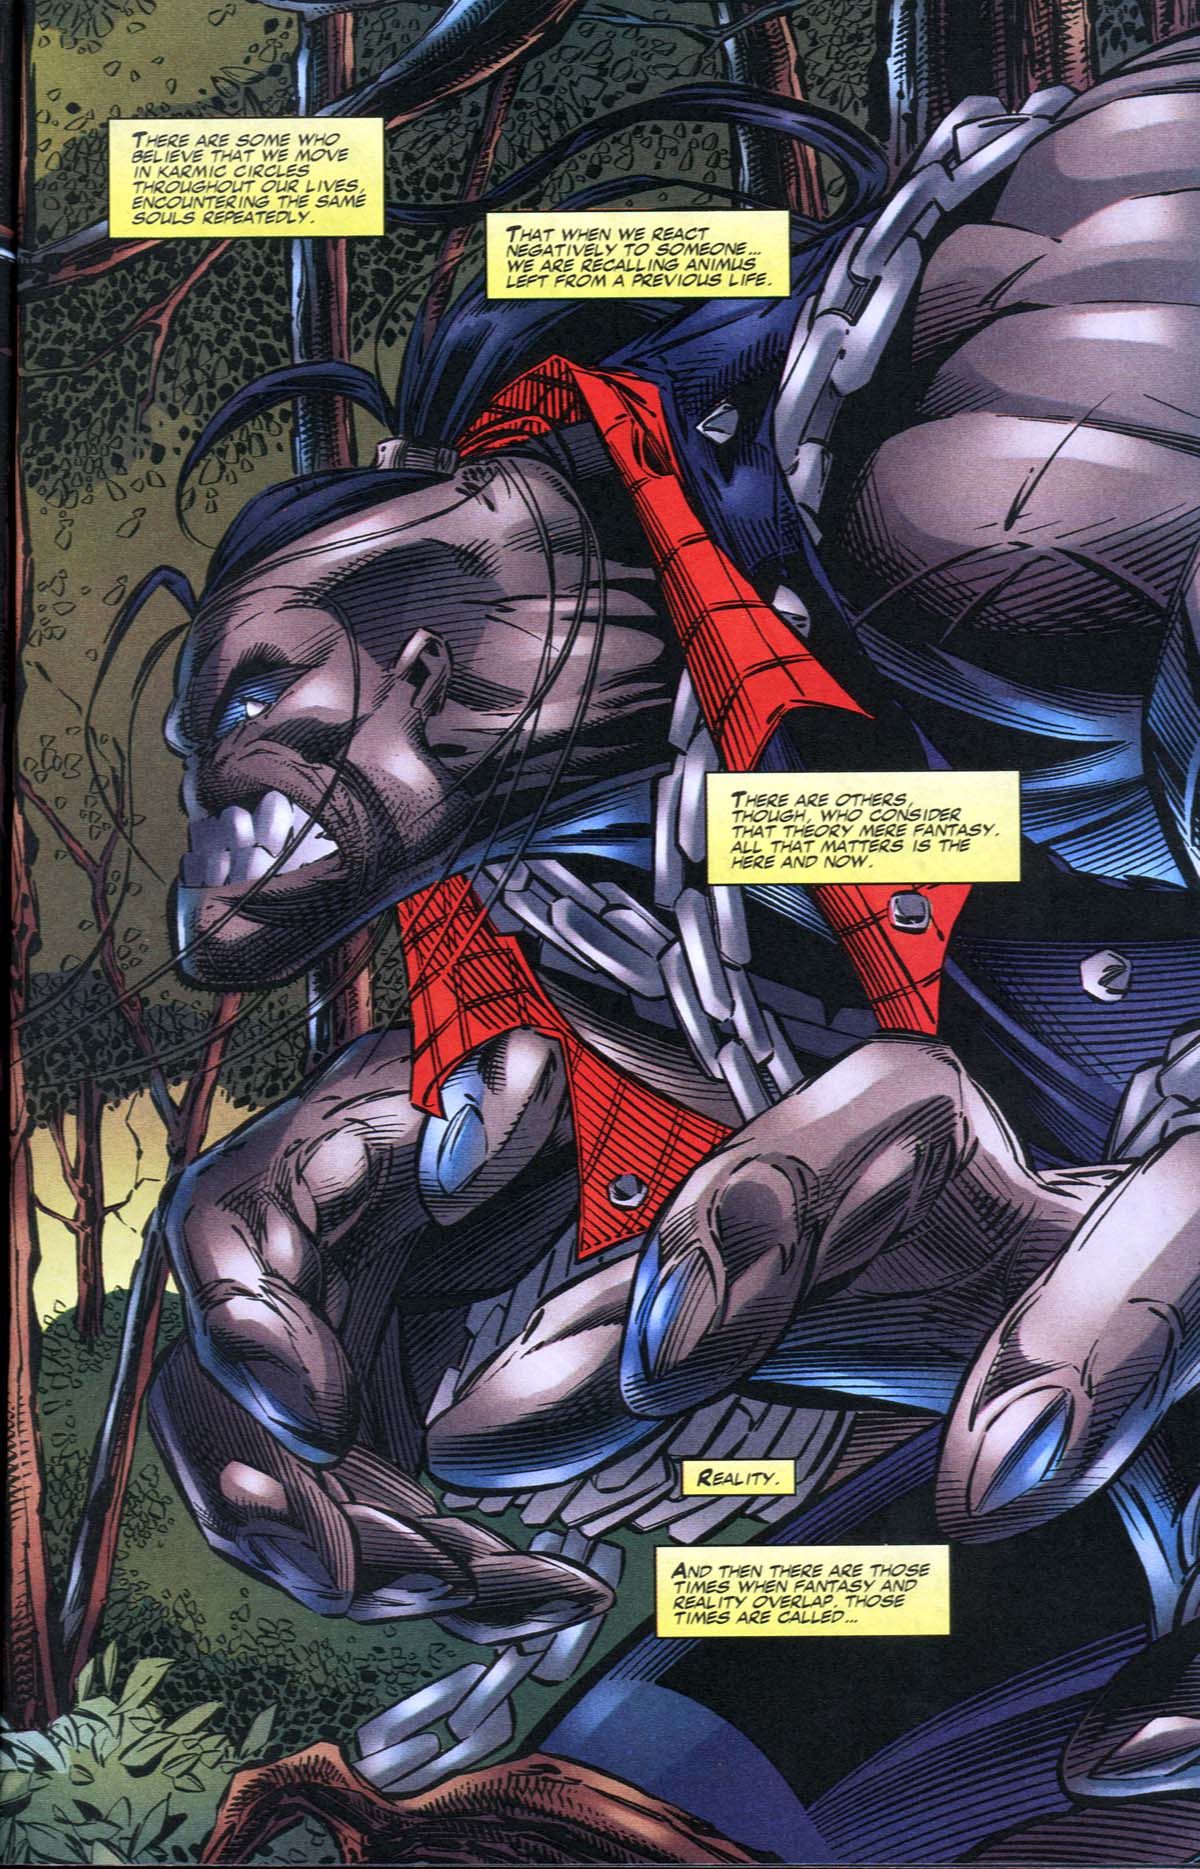 THERE ARE SOME WHO
BELIEVE THAT WE MOVE
IN KARMIC CIRCLES
THROUGHOUT OUR LIVES,
ENCOUNTERING THE SAME
SOULS REPEATEDLY.
THAT WHEN WE REACT
NEGATIVELY TO SOMEONE...
WE ARE RECALLING ANIMUS
LEFT FROM A PREVIOUS LIFE.
THERE ARE OTHERS,
THOUGH, WHO CONSIDER
THAT THEORY MERE FANTASY.
ALL THAT MATTERS IS THE
HERE AND NOW.
REALITY.
AND THEN THERE ARE THOSE
TIMES WHEN FANTASY AND
REALITY OVERLAP. THOSE
TIMES ARE CALLED...